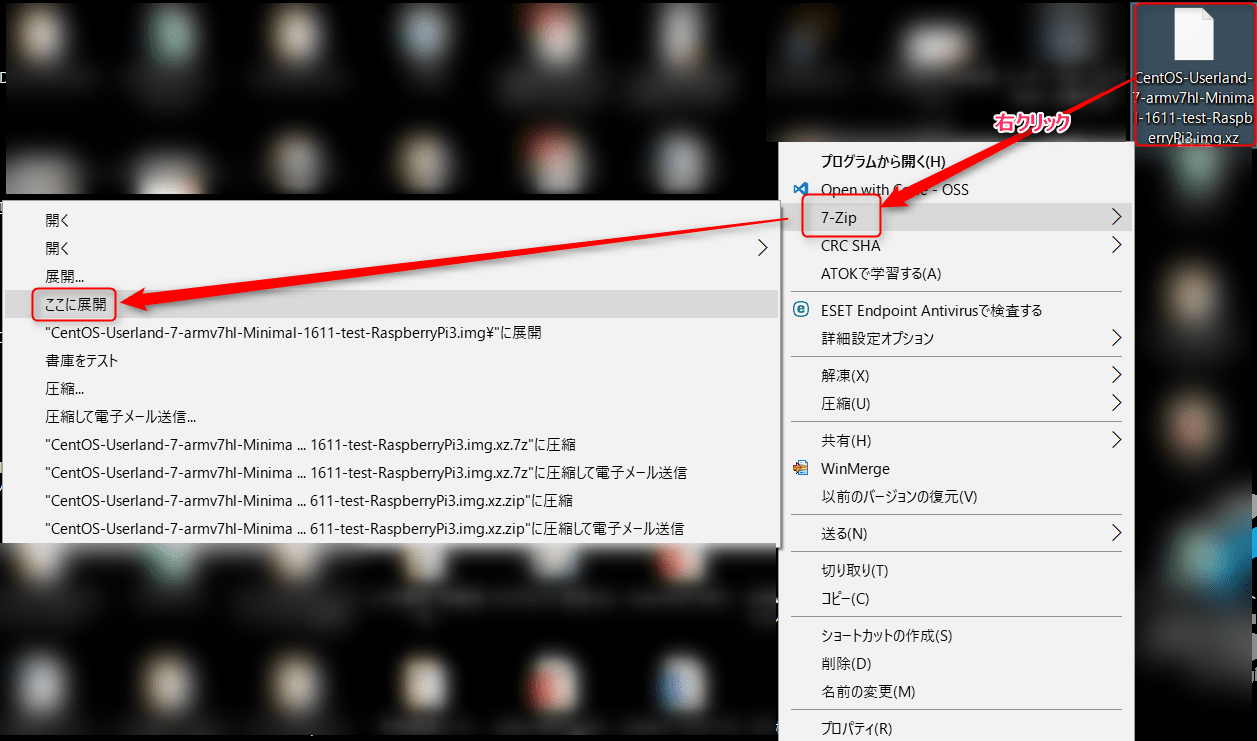 CentOS-Userland-
7-armv7hl-Minima
l-1611-test-Raspb
erryPi3.img.xz
右クリック
プログラムから開く(H)
Open with Code - OSS
7-Zip
CRC SHA
ATOKで学習する(A)
ESET Endpoint Antivirusで検査する
詳細設定オプション
解凍(X)
圧縮(U)
共有(H)
WinMerge
以前のバージョンの復元(V)
送る(N)
切り取り(T)
コピー(C)
ショートカットの作成(S)
削除(D)
名前の変更(M)
プロパティ(R)
開く
開く
展開...
ここに展開
"CentOS-Userland-7-armv7hl-Minimal-1611-test-RaspberryPi3.img¥"に展開
書庫をテスト
圧縮...
圧縮して電子メール送信...
"CentOS-Userland-7-armv7hl-Minima ... 1611-test-RaspberryPi3.img.xz.7z"に圧縮
"CentOS-Userland-7-armv7hl-Minima ... 1611-test-RaspberryPi3.img.xz.7z"に圧縮して電子メール送信
"CentOS-Userland-7-armv7hl-Minima ... 611-test-RaspberryPi3.img.xz.zip"に圧縮
"CentOS-Userland-7-armv7hl-Minima ... 611-test-RaspberryPi3.img.xz.zip"に圧縮して電子メール送信